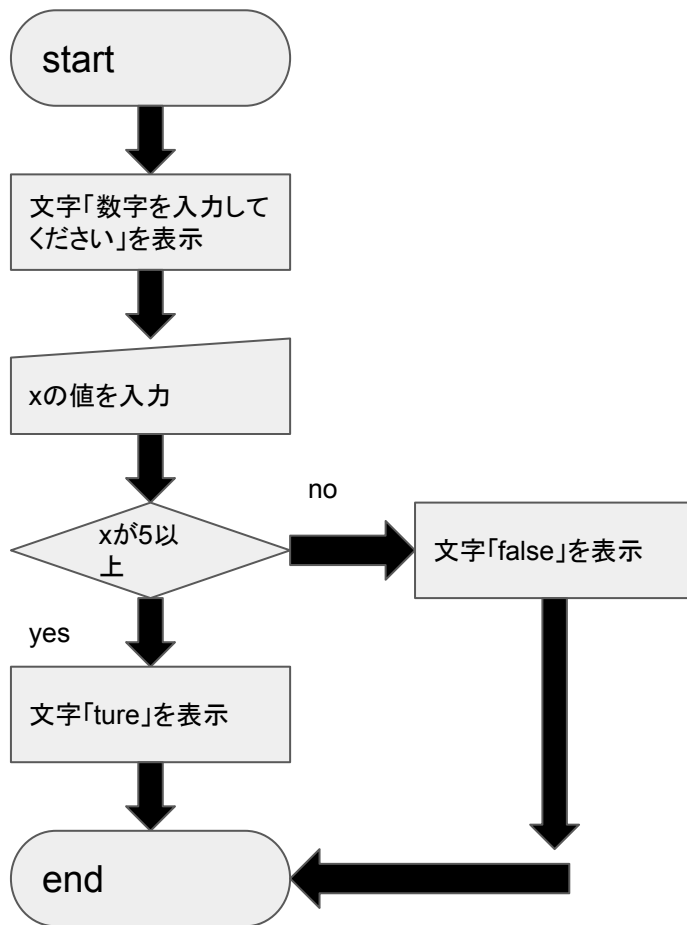 start
文字「数字を入力して
ください」を表示
xの値を入力
no
xが5以
上
文字「false」を表示
yes
文字「ture」を表示
end